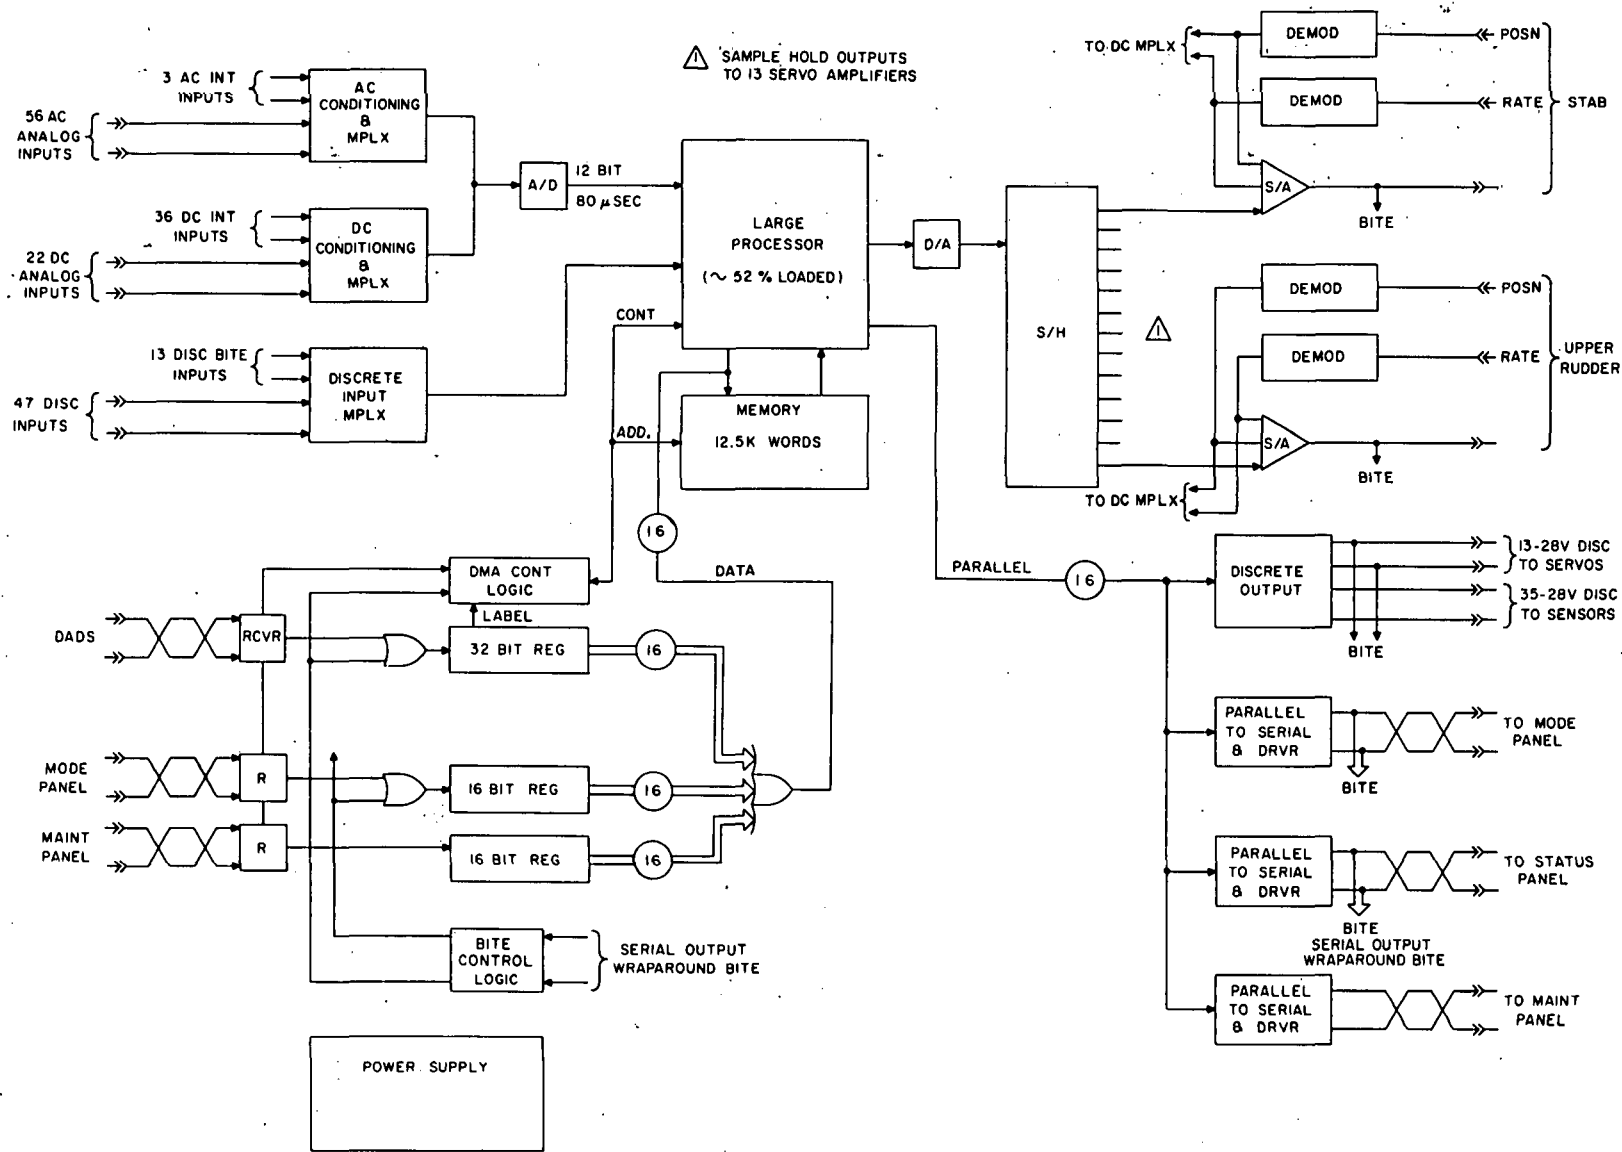 SAMPLE HOLD OUTPUTS
TO 13 SERVO AMPLIFIERS
1
3 AC INT
INPUTS
56 AC
ANALOG
INPUTS
AC
CONDITIONING
&
MPLX
36 DC INT
INPUTS
22 DC
ANALOG
INPUTS
DC
CONDITIONING
&
MPLX
13 DISC BITE
INPUTS
47 DISC
INPUTS
DISCRETE
INPUT
MPLX
A/D
12 BIT
80 μSEC
LARGE
PROCESSOR
(~ 52 % LOADED)
CONT
ADD.
MEMORY
12.5K WORDS
D/A
S/H
1
TO DC MPLX
DEMOD
POSN
DEMOD
RATE
STAB
S/A
BITE
DEMOD
POSN
DEMOD
RATE
UPPER
RUDDER
S/A
BITE
TO DC MPLX
16
DATA
PARALLEL
16
DISCRETE
OUTPUT
13-28V DISC
TO SERVOS
35-28V DISC
TO SENSORS
BITE
PARALLEL
TO SERIAL
& DRVR
TO MODE
PANEL
BITE
PARALLEL
TO SERIAL
& DRVR
TO STATUS
PANEL
BITE
SERIAL OUTPUT
WRAPAROUND BITE
PARALLEL
TO SERIAL
& DRVR
TO MAINT
PANEL
DMA CONT
LOGIC
LABEL
DADS
RCVR
32 BIT REG
16
MODE
PANEL
R
16 BIT REG
16
MAINT
PANEL
R
16 BIT REG
16
BITE
CONTROL
LOGIC
SERIAL OUTPUT
WRAPAROUND BITE
POWER SUPPLY